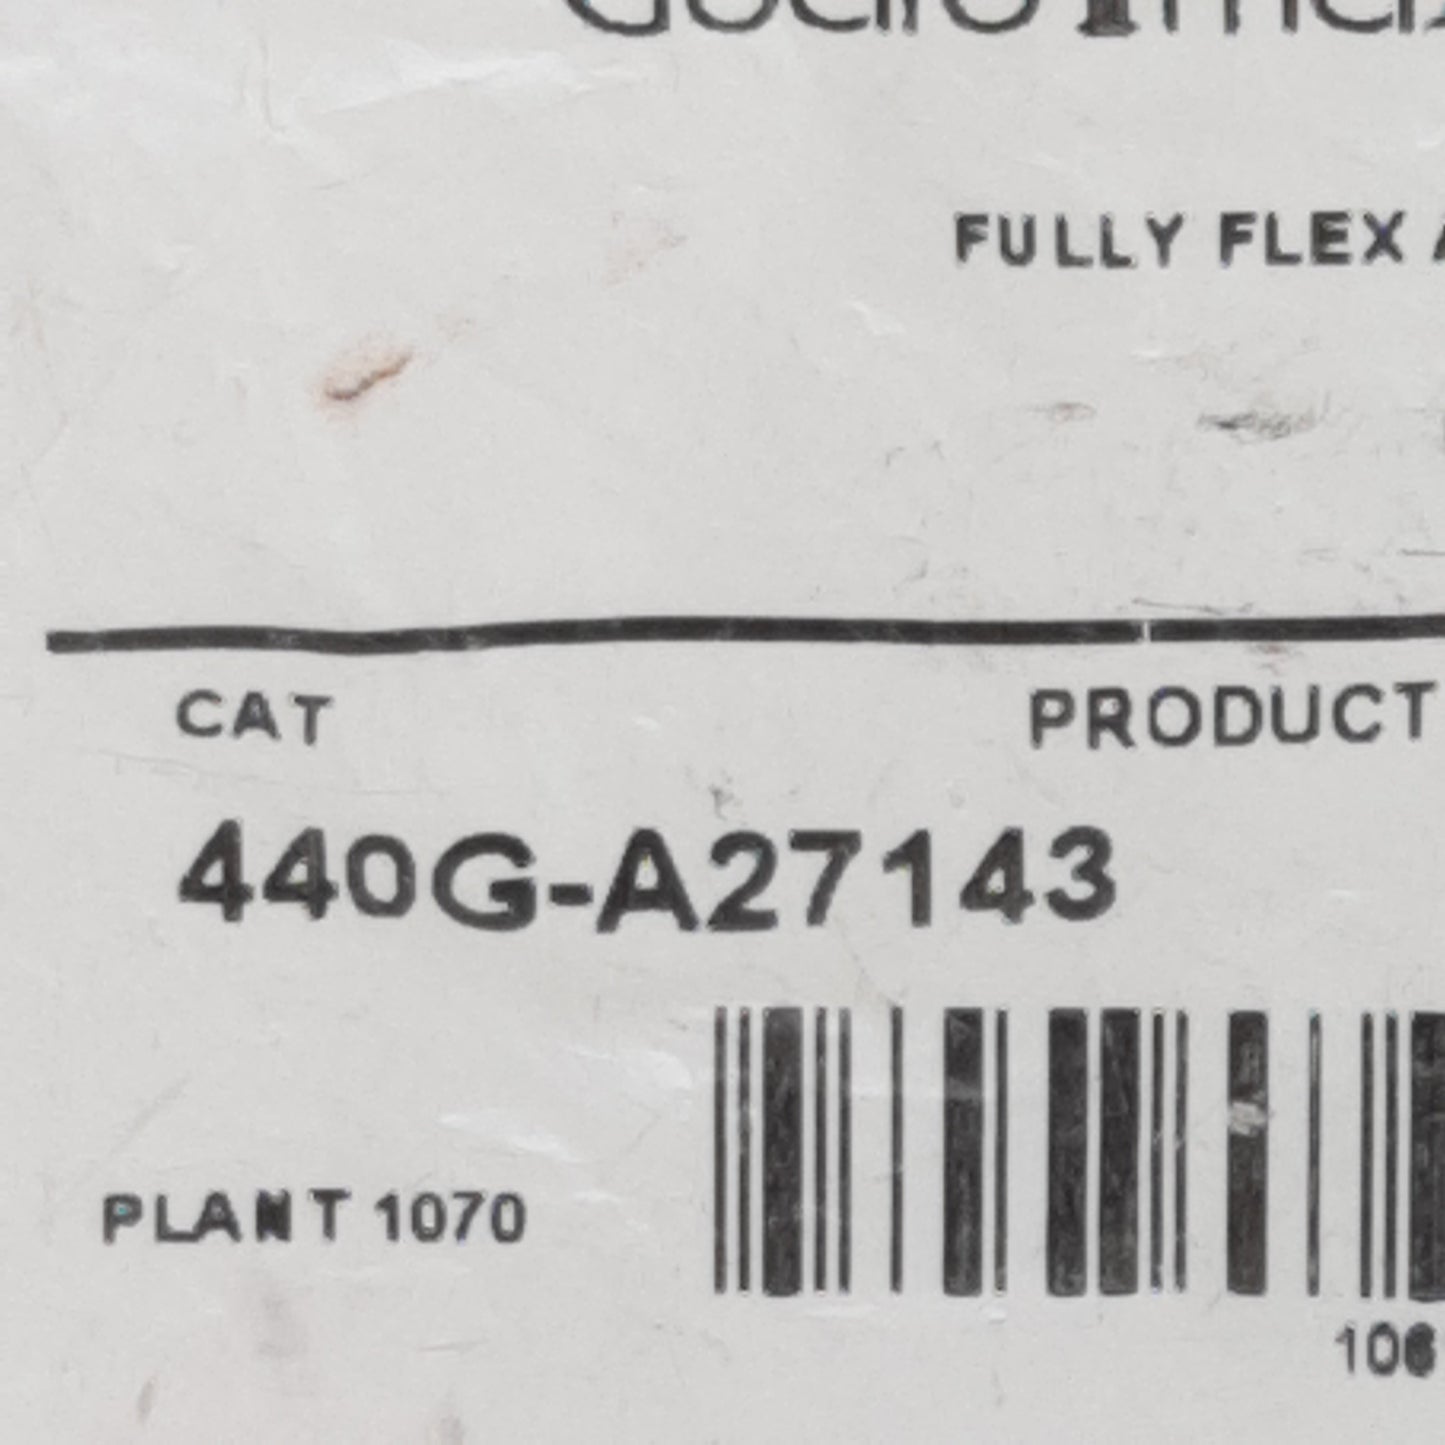 FULLY FLEX
CAT PRODUCT
440G-A27143
PLANT 1070
106